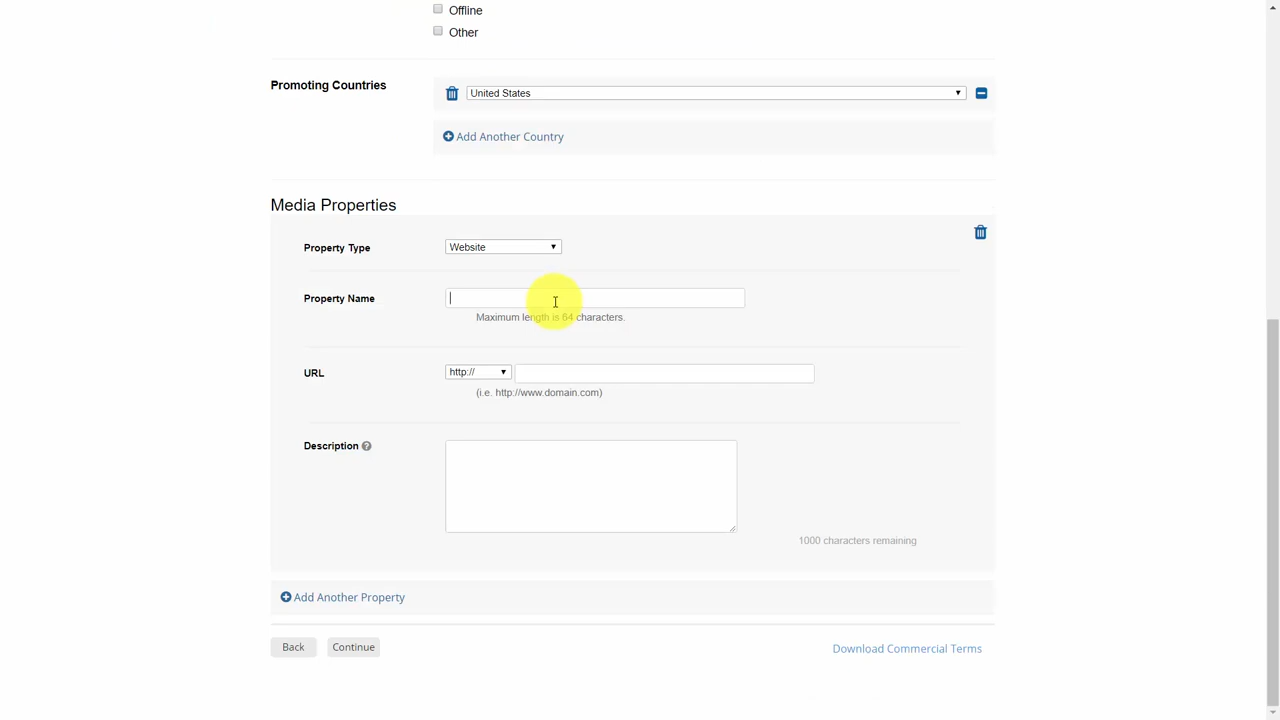 Offline
Other
Promoting Countries
United States
Add Another Country
Media Properties
Property Type
Website
Property Name
Maximum length is 64 characters.
URL
http://
(i.e. http://www.domain.com)
Description
1000 characters remaining
Add Another Property
Back
Continue
Download Commercial Terms